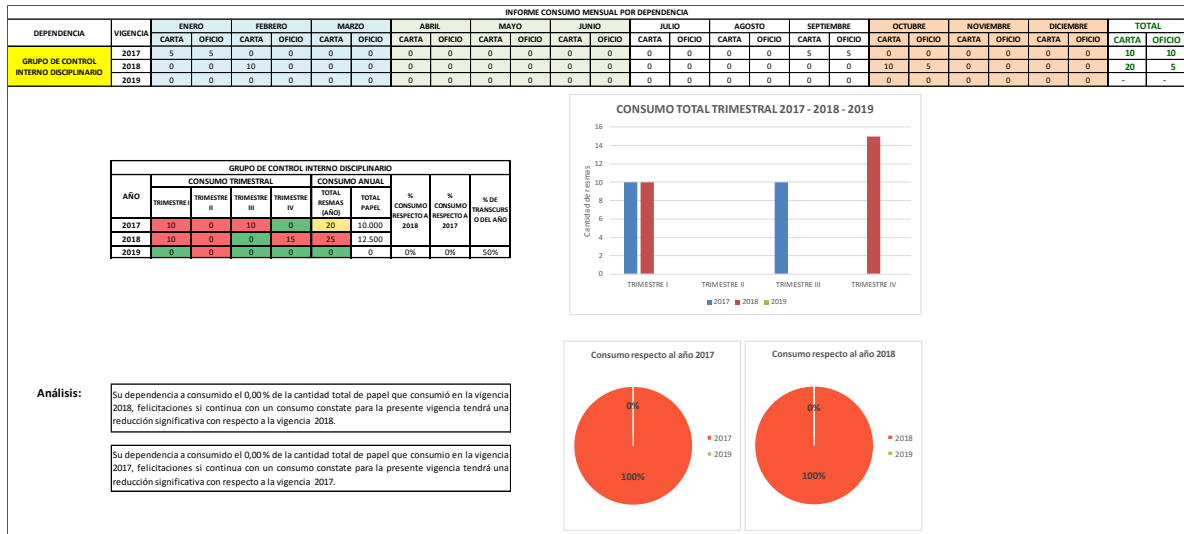 INFORME CONSUMO MENSUAL POR DEPENDENCIA
DEPENDENCIA VIGENCIA ENERO FEBRERO MARZO ABRIL MAYO JUNIO JULIO AGOSTO SEPTIEMBRE OCTUBRE NOVIEMBRE DICIEMBRE TOTAL
CARTA OFICIO CARTA OFICIO CARTA OFICIO CARTA OFICIO CARTA OFICIO CARTA OFICIO CARTA OFICIO CARTA OFICIO CARTA OFICIO CARTA OFICIO CARTA OFICIO CARTA OFICIO CARTA OFICIO
GRUPO DE CONTROL
INTERNO DISCIPLINARIO
2017 5 5 0 0 0 0 0 0 0 0 0 0 0 0 0 0 5 5 0 0 0 0 0 0 10 10
2018 0 0 10 0 0 0 0 0 0 0 0 0 0 0 0 0 0 0 10 5 0 0 0 0 20 5
2019 0 0 0 0 0 0 0 0 0 0 0 0 0 0 0 0 0 0 0 0 0 0 0 0 - -
GRUPO DE CONTROL INTERNO DISCIPLINARIO
AÑO CONSUMO TRIMESTRAL CONSUMO ANUAL % CONSUMO RESPECTO A 2018 % CONSUMO RESPECTO A 2017 % DE TRANSCURSO DEL AÑO
TRIMESTRE I TRIMESTRE II TRIMESTRE III TRIMESTRE IV TOTAL RESMAS (AÑO) TOTAL PAPEL
2017 10 0 10 0 20 10.000
2018 10 0 0 15 25 12.500
2019 0 0 0 0 0 0 0% 0% 50%
CONSUMO TOTAL TRIMESTRAL 2017 - 2018 - 2019
Cantidad de resmas
16
14
12
10
8
6
4
2
0
TRIMESTRE I TRIMESTRE II TRIMESTRE III TRIMESTRE IV
2017 2018 2019
Análisis:
Su dependencia a consumido el 0,00% de la cantidad total de papel que consumió en la vigencia
2018, felicitaciones si continua con un consumo constate para la presente vigencia tendrá una
reducción significativa con respecto a la vigencia 2018.
Su dependencia a consumido el 0,00% de la cantidad total de papel que consumio en la vigencia
2017, felicitaciones si continua con un consumo constate para la presente vigencia tendrá una
reducción significativa con respecto a la vigencia 2017.
Consumo respecto al año 2017
0%
100%
2017
2019
Consumo respecto al año 2018
0%
100%
2018
2019